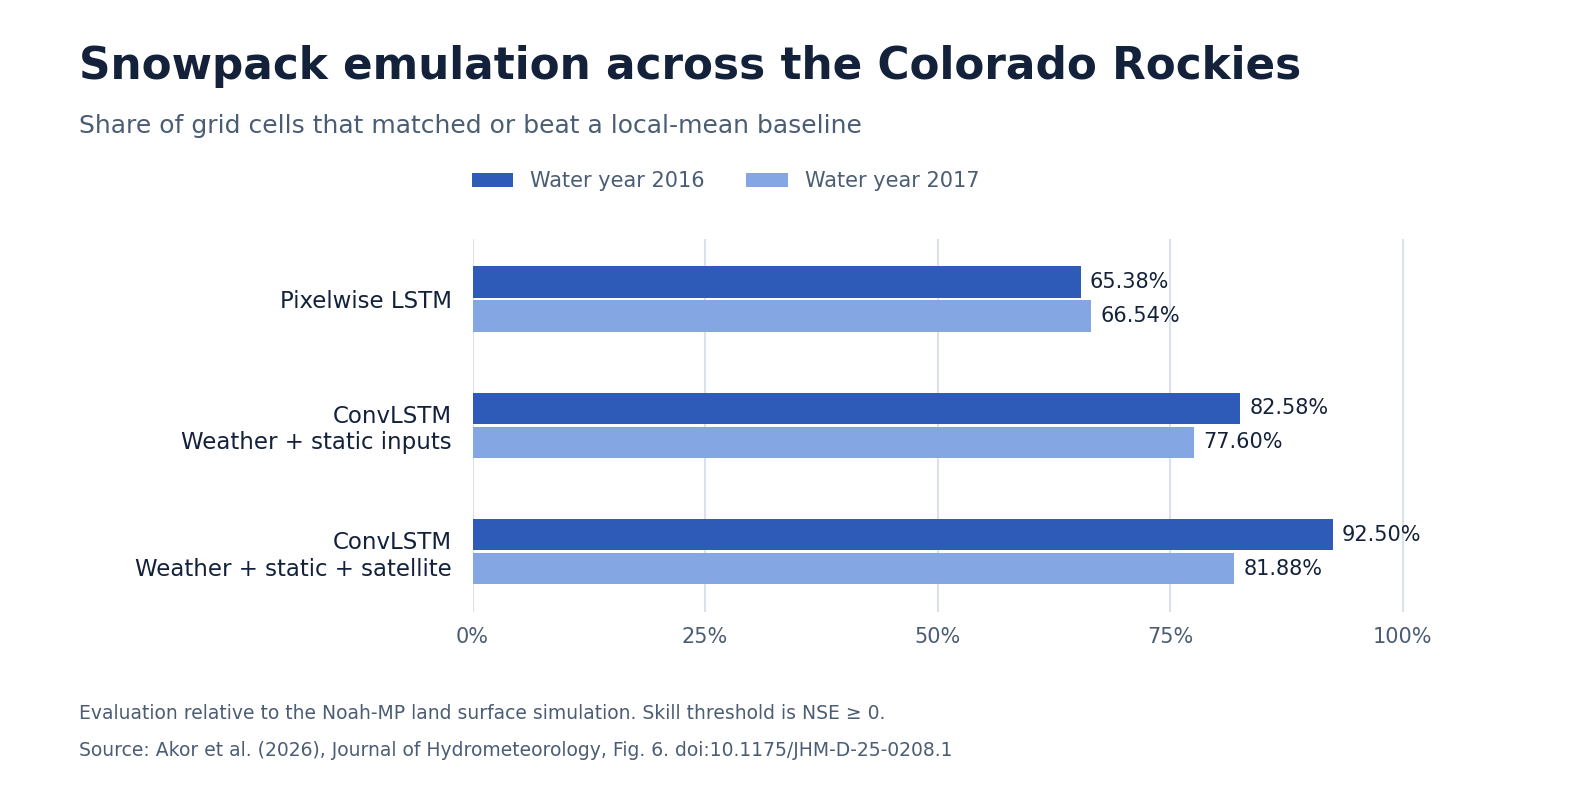 Snowpack emulation across the Colorado Rockies
Share of grid cells that matched or beat a local-mean baseline
Water year 2016
Water year 2017
Pixelwise LSTM
65.38%
66.54%
ConvLSTM
Weather + static inputs
82.58%
77.60%
ConvLSTM
Weather + static + satellite
92.50%
81.88%
0%
25%
50%
75%
100%
Evaluation relative to the Noah-MP land surface simulation. Skill threshold is NSE ≥ 0.
Source: Akor et al. (2026), Journal of Hydrometeorology, Fig. 6. doi:10.1175/JHM-D-25-0208.1